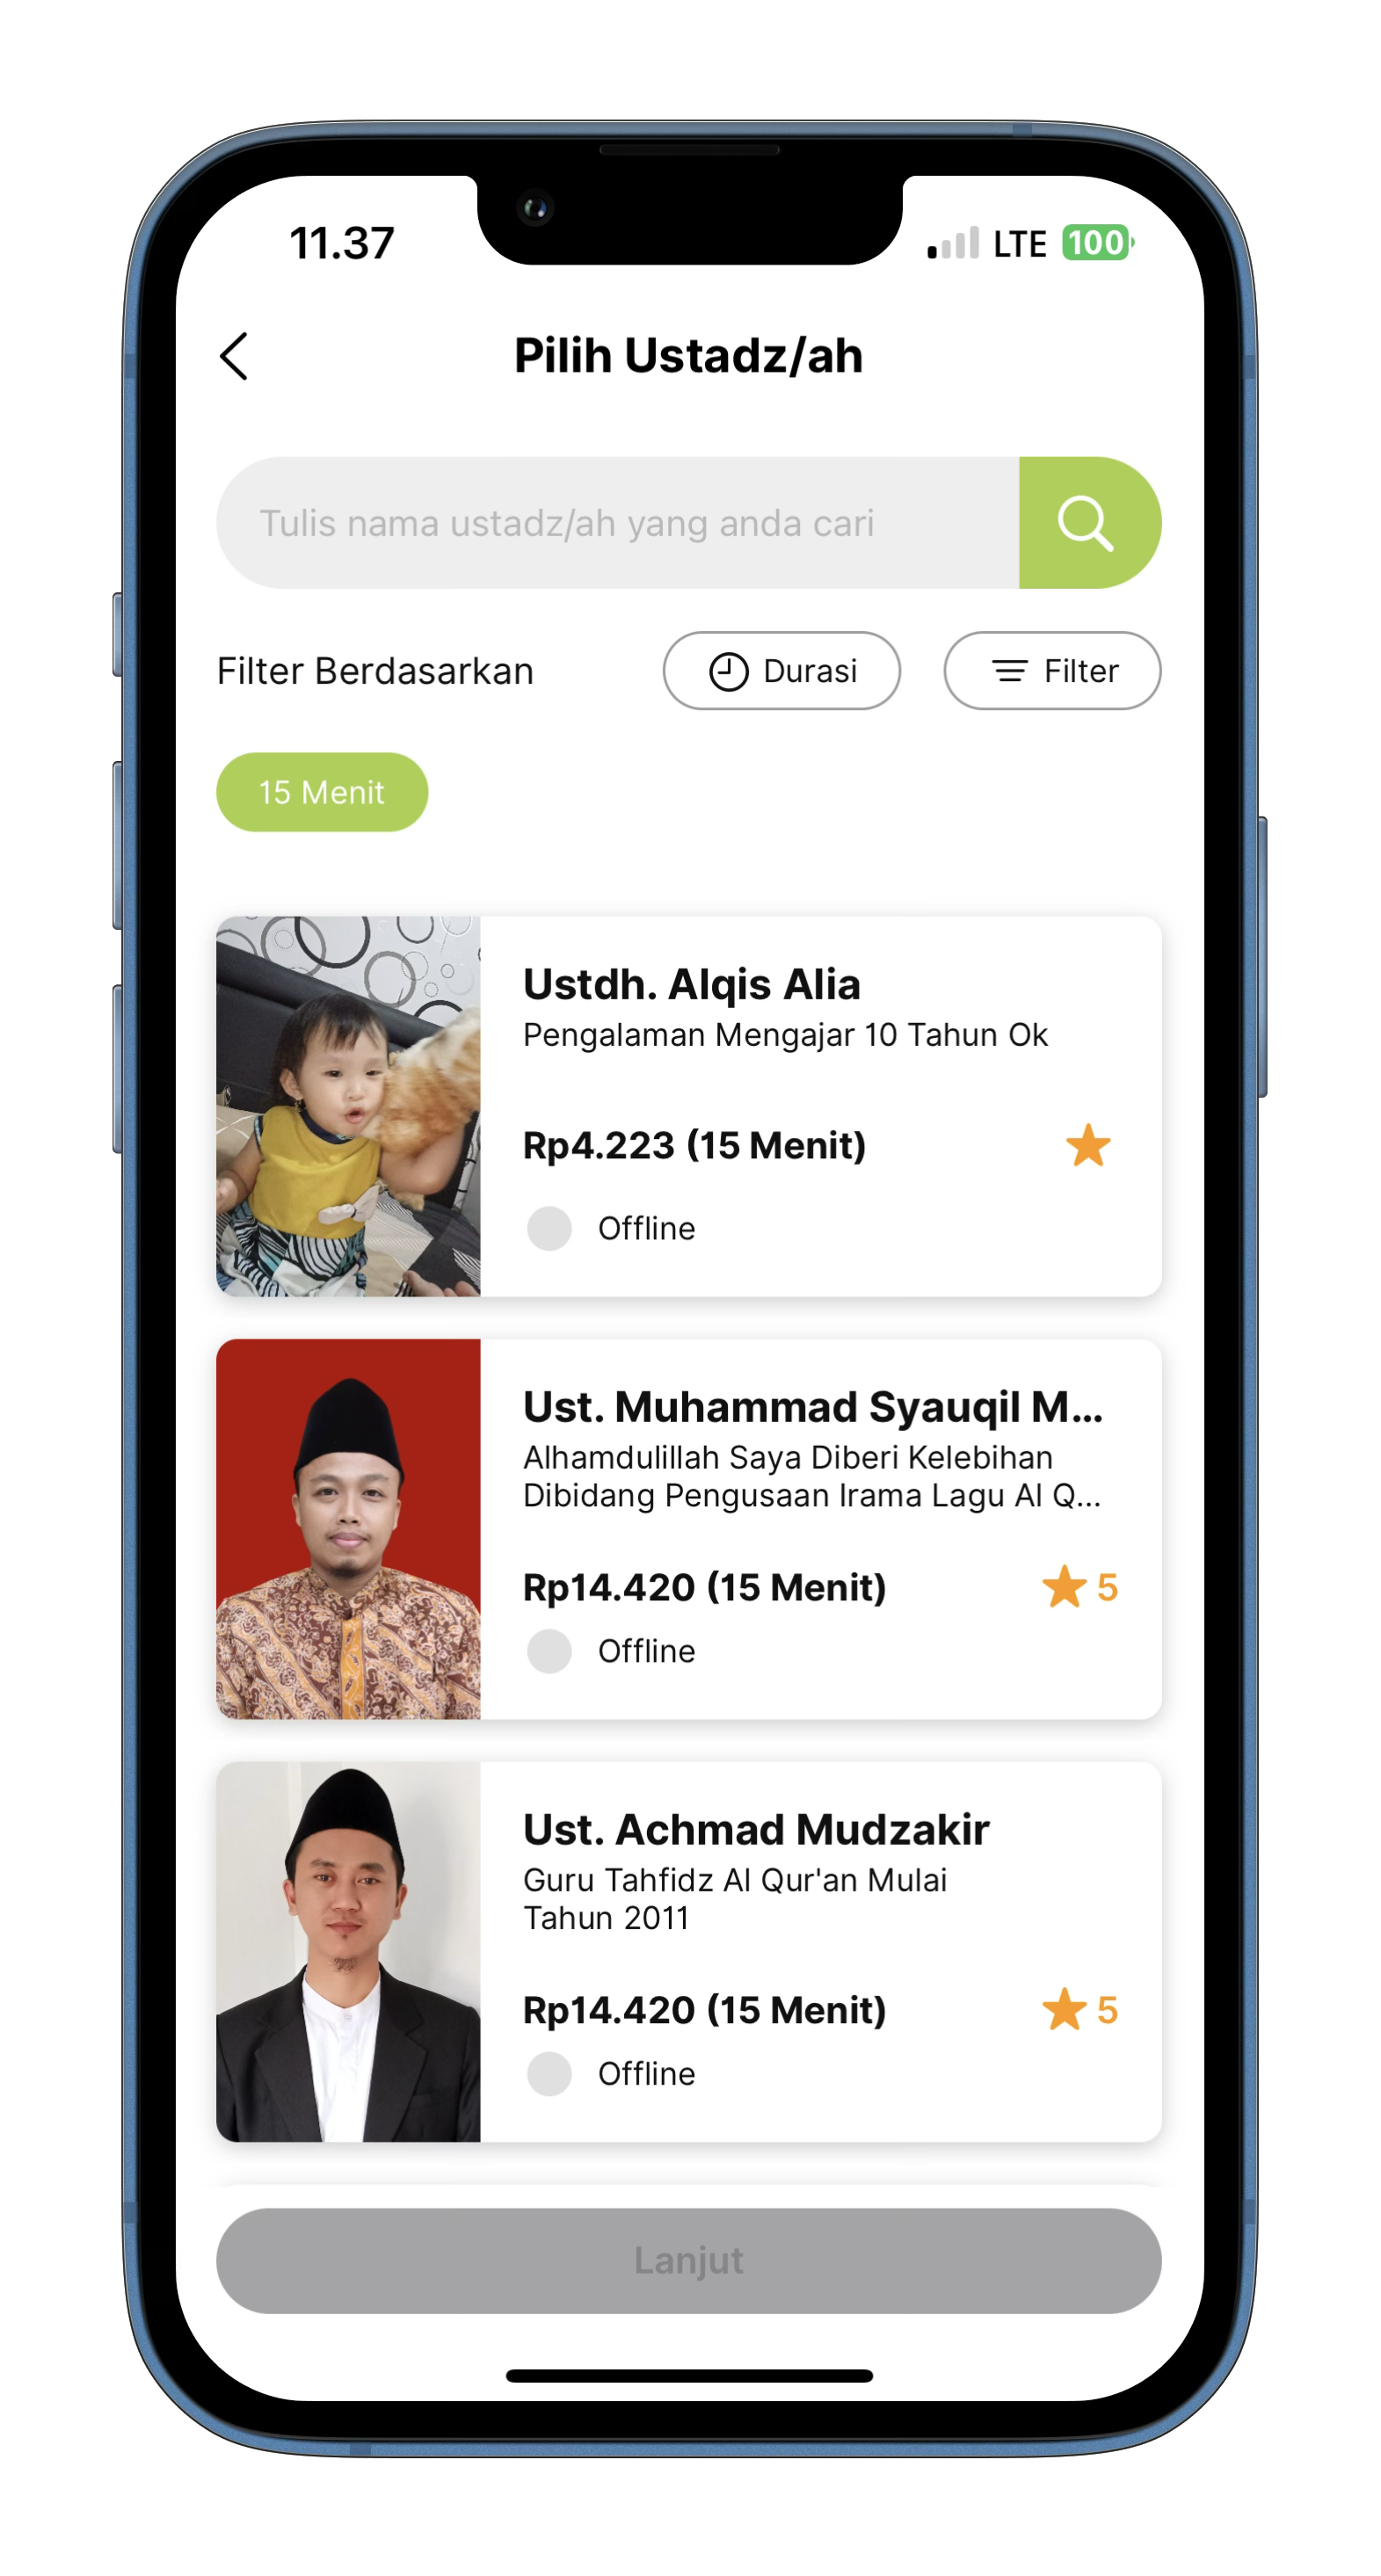 11.37
LTE 100
Pilih Ustadz/ah
Tulis nama ustadz/ah yang anda cari
Filter Berdasarkan
Durasi
Filter
15 Menit
Ustdh. Alqis Alia
Pengalaman Mengajar 10 Tahun Ok
Rp4.223 (15 Menit)
Offline
Ust. Muhammad Syauqil M...
Alhamdulillah Saya Diberi Kelebihan
Dibidang Pengusaan Irama Lagu Al Q...
Rp14.420 (15 Menit)
5
Offline
Ust. Achmad Mudzakir
Guru Tahfidz Al Qur'an Mulai
Tahun 2011
Rp14.420 (15 Menit)
5
Offline
Lanjut